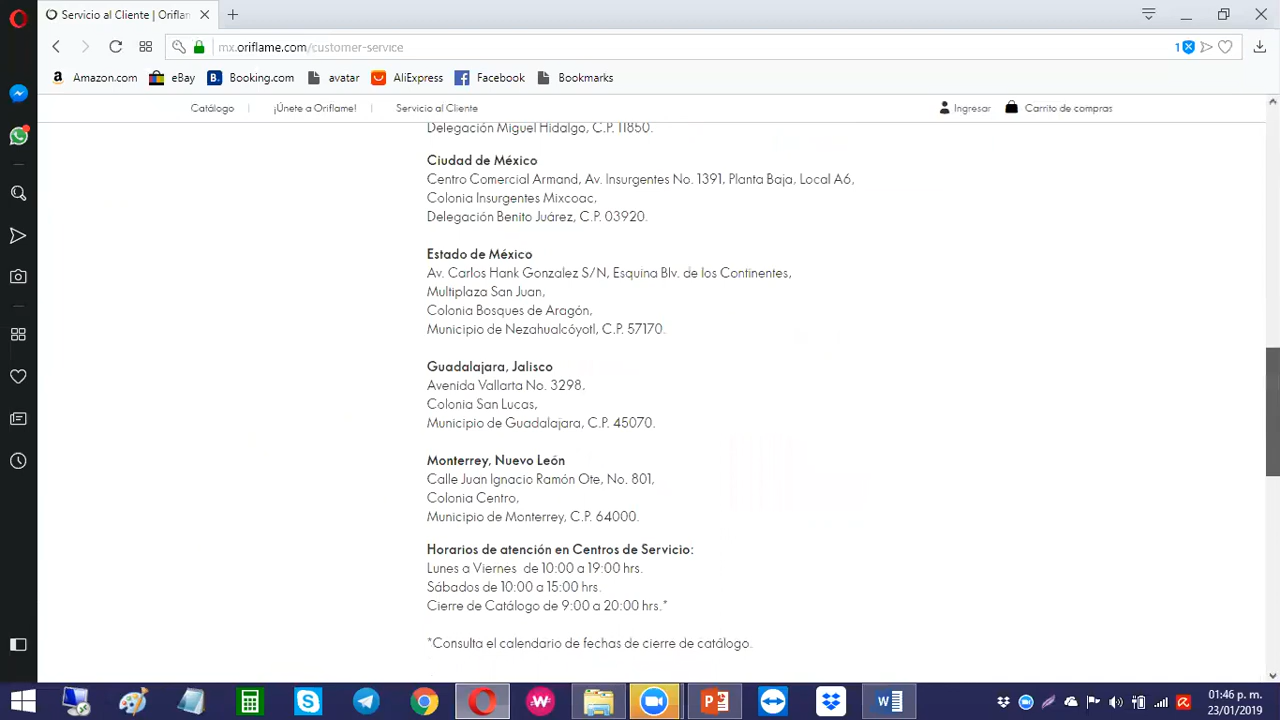 Servicio al Cliente | Oriflam
mx.oriflame.com/customer-service
1
Amazon.com eBay Booking.com avatar AliExpress Facebook Bookmarks
Catálogo ¡Únete a Oriflame! Servicio al Cliente Ingresar Carrito de compras
Delegación Miguel Hidalgo, C.P. 11850.
Ciudad de México
Centro Comercial Armand, Av. Insurgentes No. 1391, Planta Baja, Local A6,
Colonia Insurgentes Mixcoac,
Delegación Benito Juárez, C.P. 03920.
Estado de México
Av. Carlos Hank Gonzalez S/N, Esquina Blv. de los Continentes,
Multiplaza San Juan,
Colonia Bosques de Aragón,
Municipio de Nezahualcóyotl, C.P. 57170.
Guadalajara, Jalisco
Avenida Vallarta No. 3298,
Colonia San Lucas,
Municipio de Guadalajara, C.P. 45070.
Monterrey, Nuevo León
Calle Juan Ignacio Ramón Ote, No. 801,
Colonia Centro,
Municipio de Monterrey, C.P. 64000.
Horarios de atención en Centros de Servicio:
Lunes a Viernes de 10:00 a 19:00 hrs.
Sábados de 10:00 a 15:00 hrs.
Cierre de Catálogo de 9:00 a 20:00 hrs.*
*Consulta el calendario de fechas de cierre de catálogo.
01:46 p. m.
23/01/2019